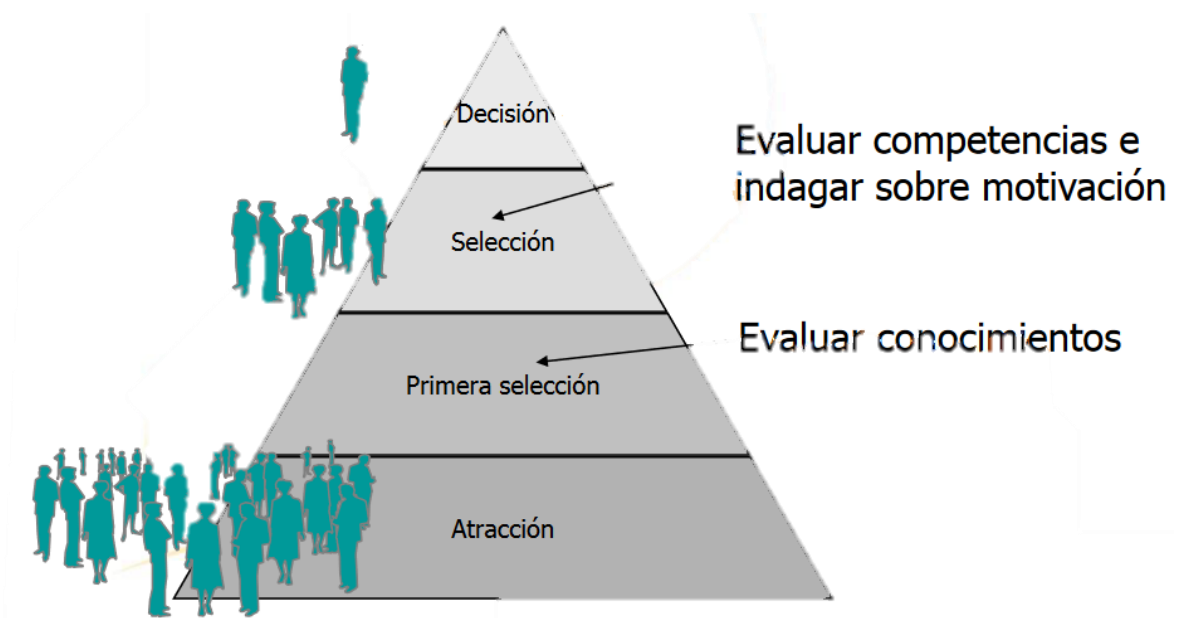 Decisión
Evaluar competencias e
indagar sobre motivación
Selección
Evaluar conocimientos
Primera selección
Atracción